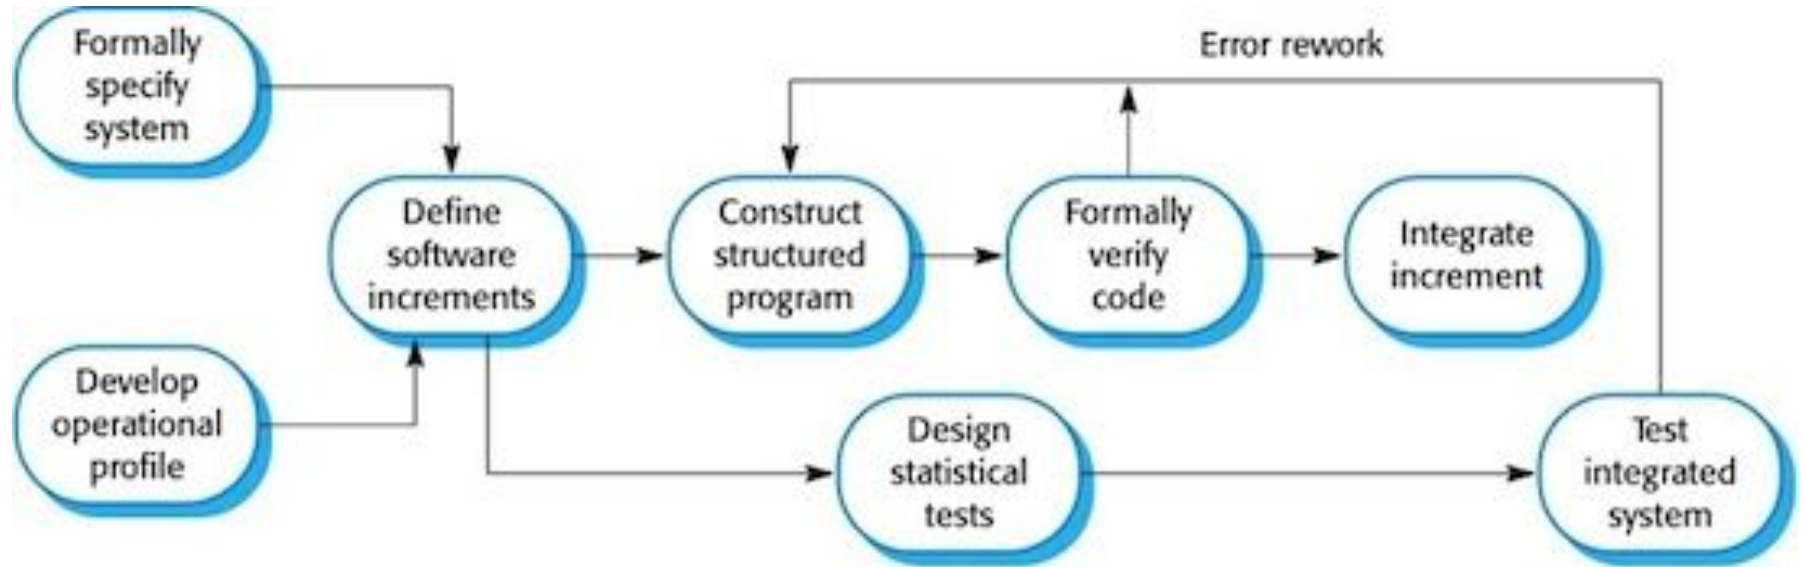 Formally
specify
system
Error rework
Define
software
increments
Construct
structured
program
Formally
verify
code
Integrate
increment
Develop
operational
profile
Design
statistical
tests
Test
integrated
system